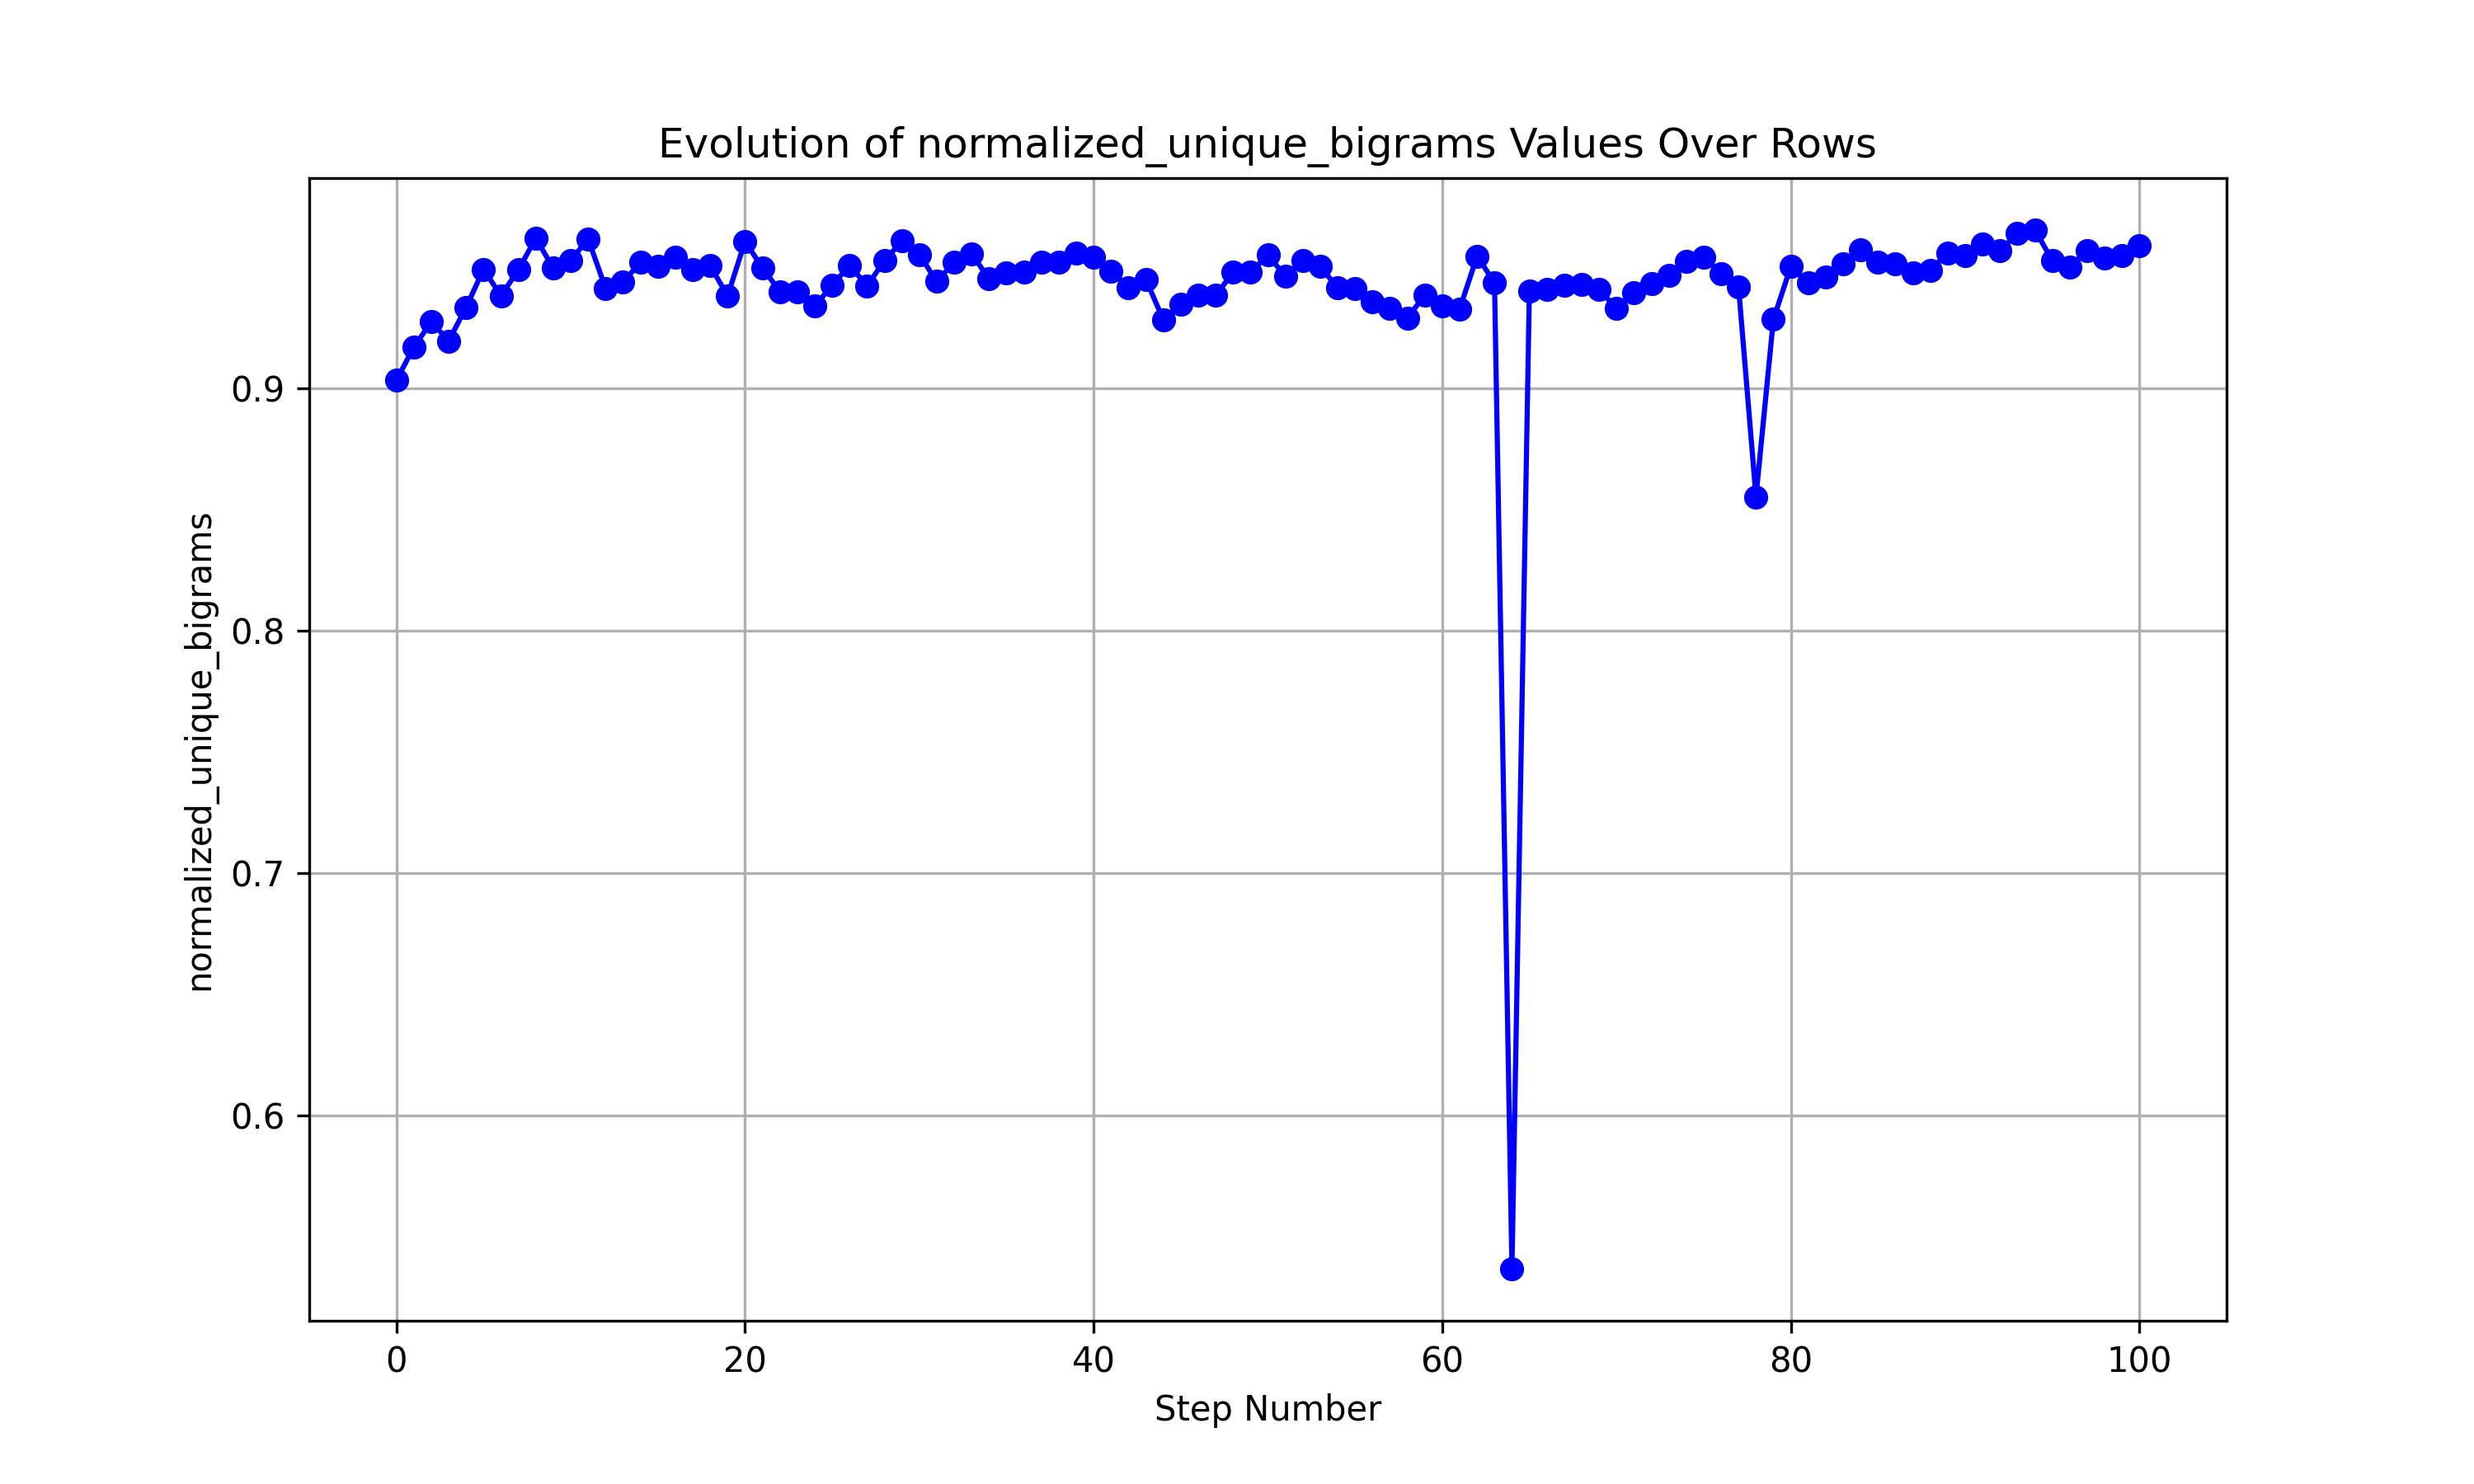 Evolution of normalized_unique_bigrams Values Over Rows
normalized_unique_bigrams
0.9
0.8
0.7
0.6
0 20 40 60 80 100
Step Number